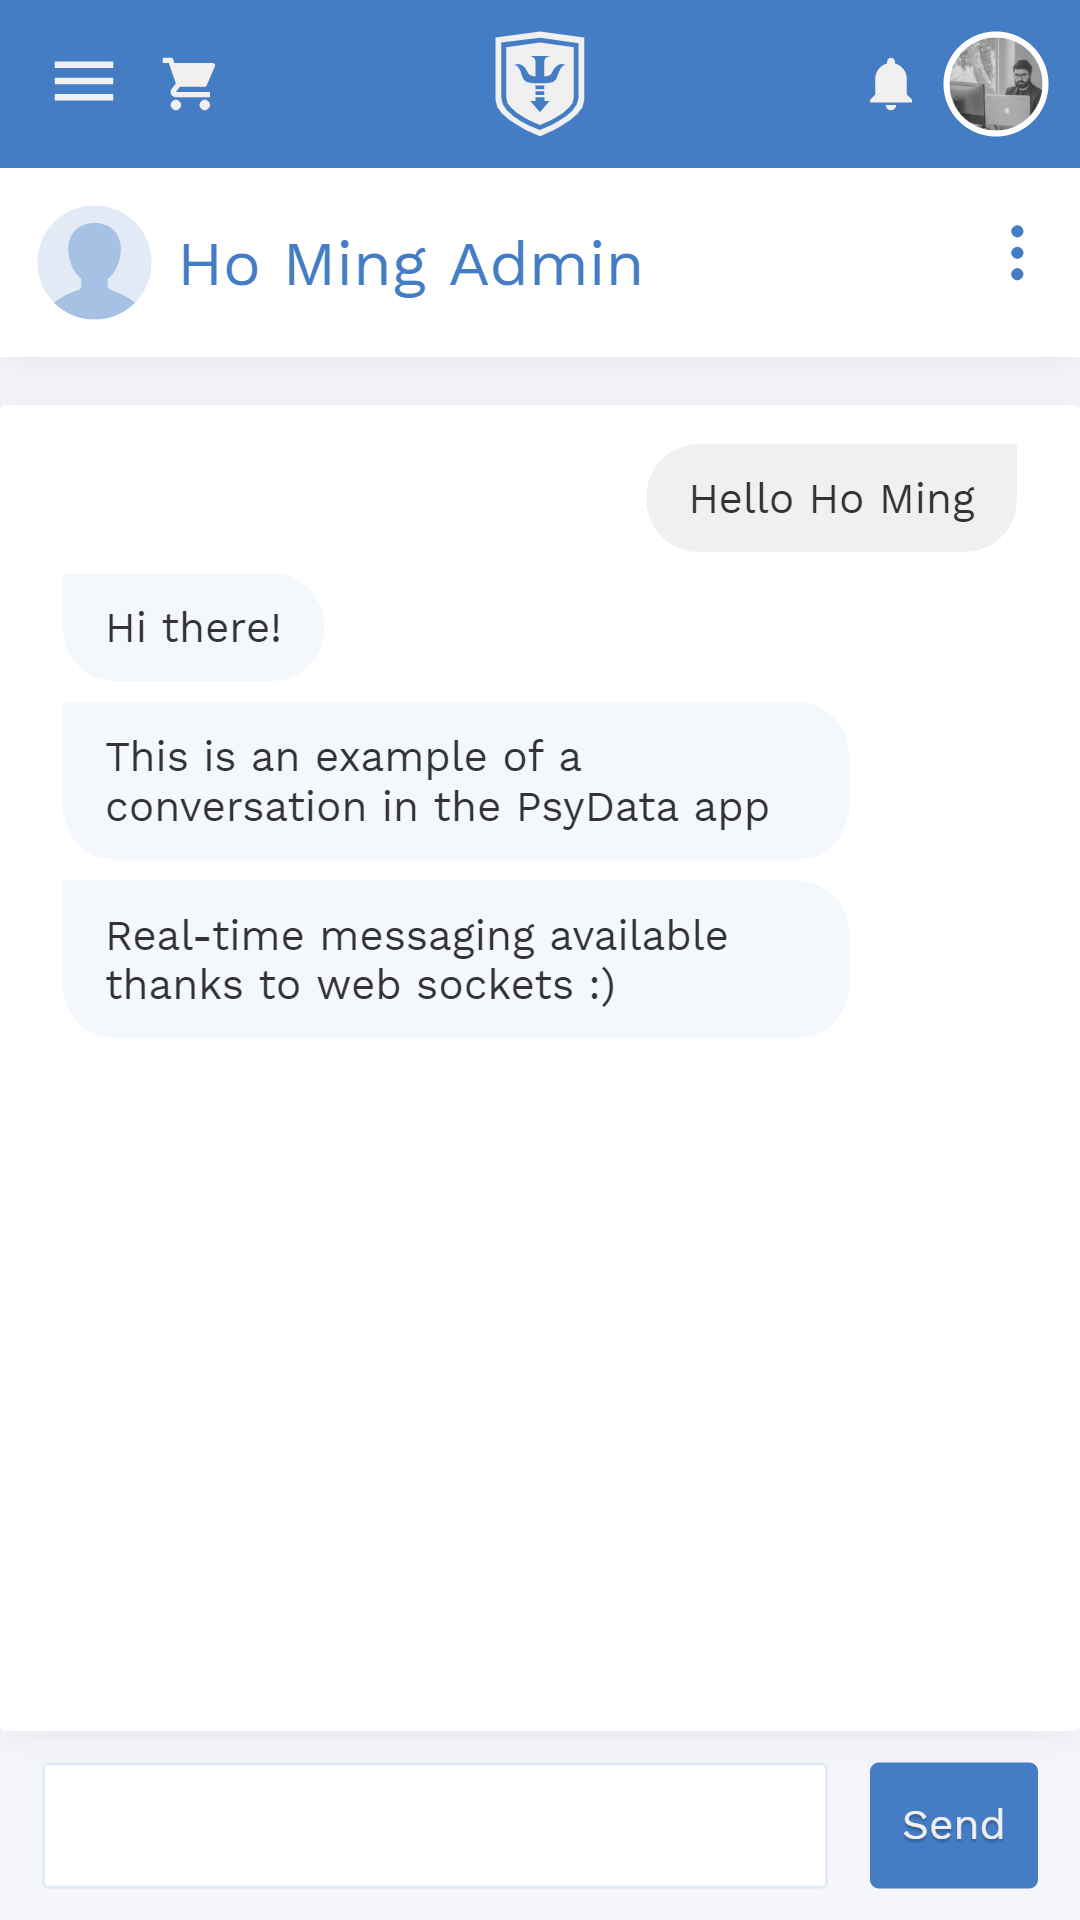 Ho Ming Admin
Hello Ho Ming
Hi there!
This is an example of a
conversation in the PsyData app
Real-time messaging available
thanks to web sockets :)
Send